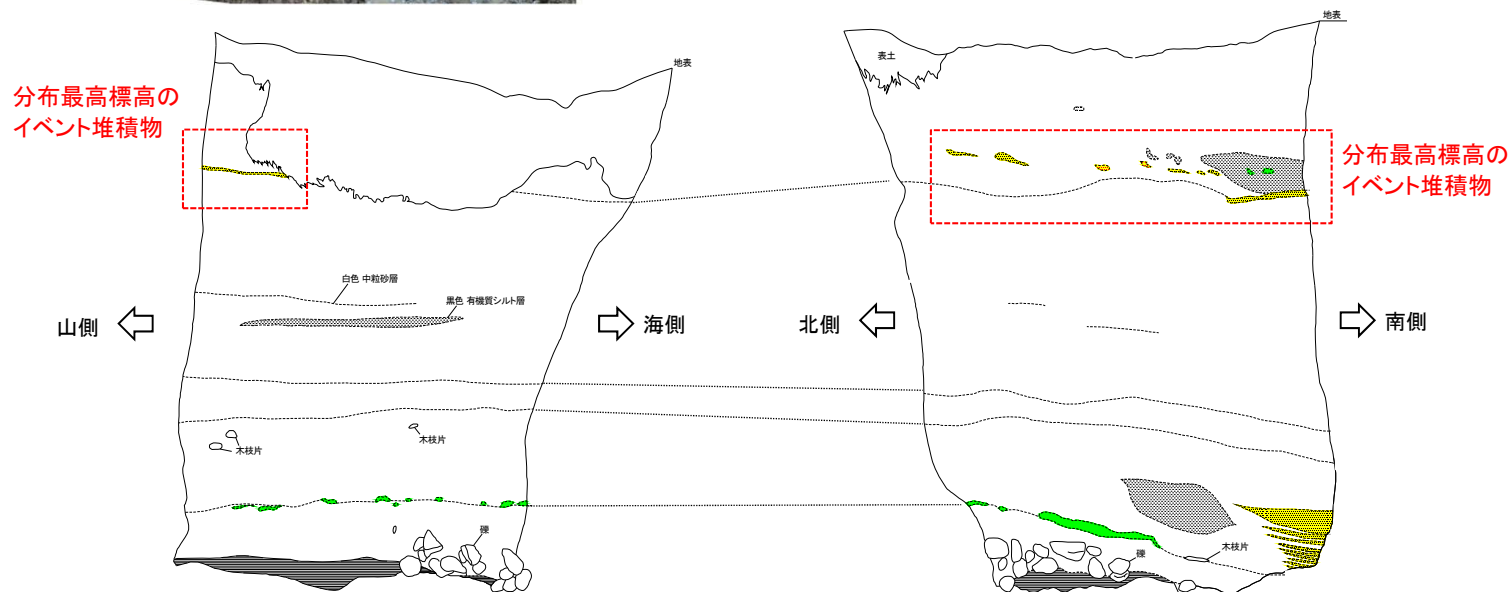 地表
分布最高標高の
イベント堆積物
白色 中粒砂層
黒色 有機質シルト層
山側
海側
木枝片
木枝片
礫
地表
表土
分布最高標高の
イベント堆積物
北側
南側
木枝片
礫